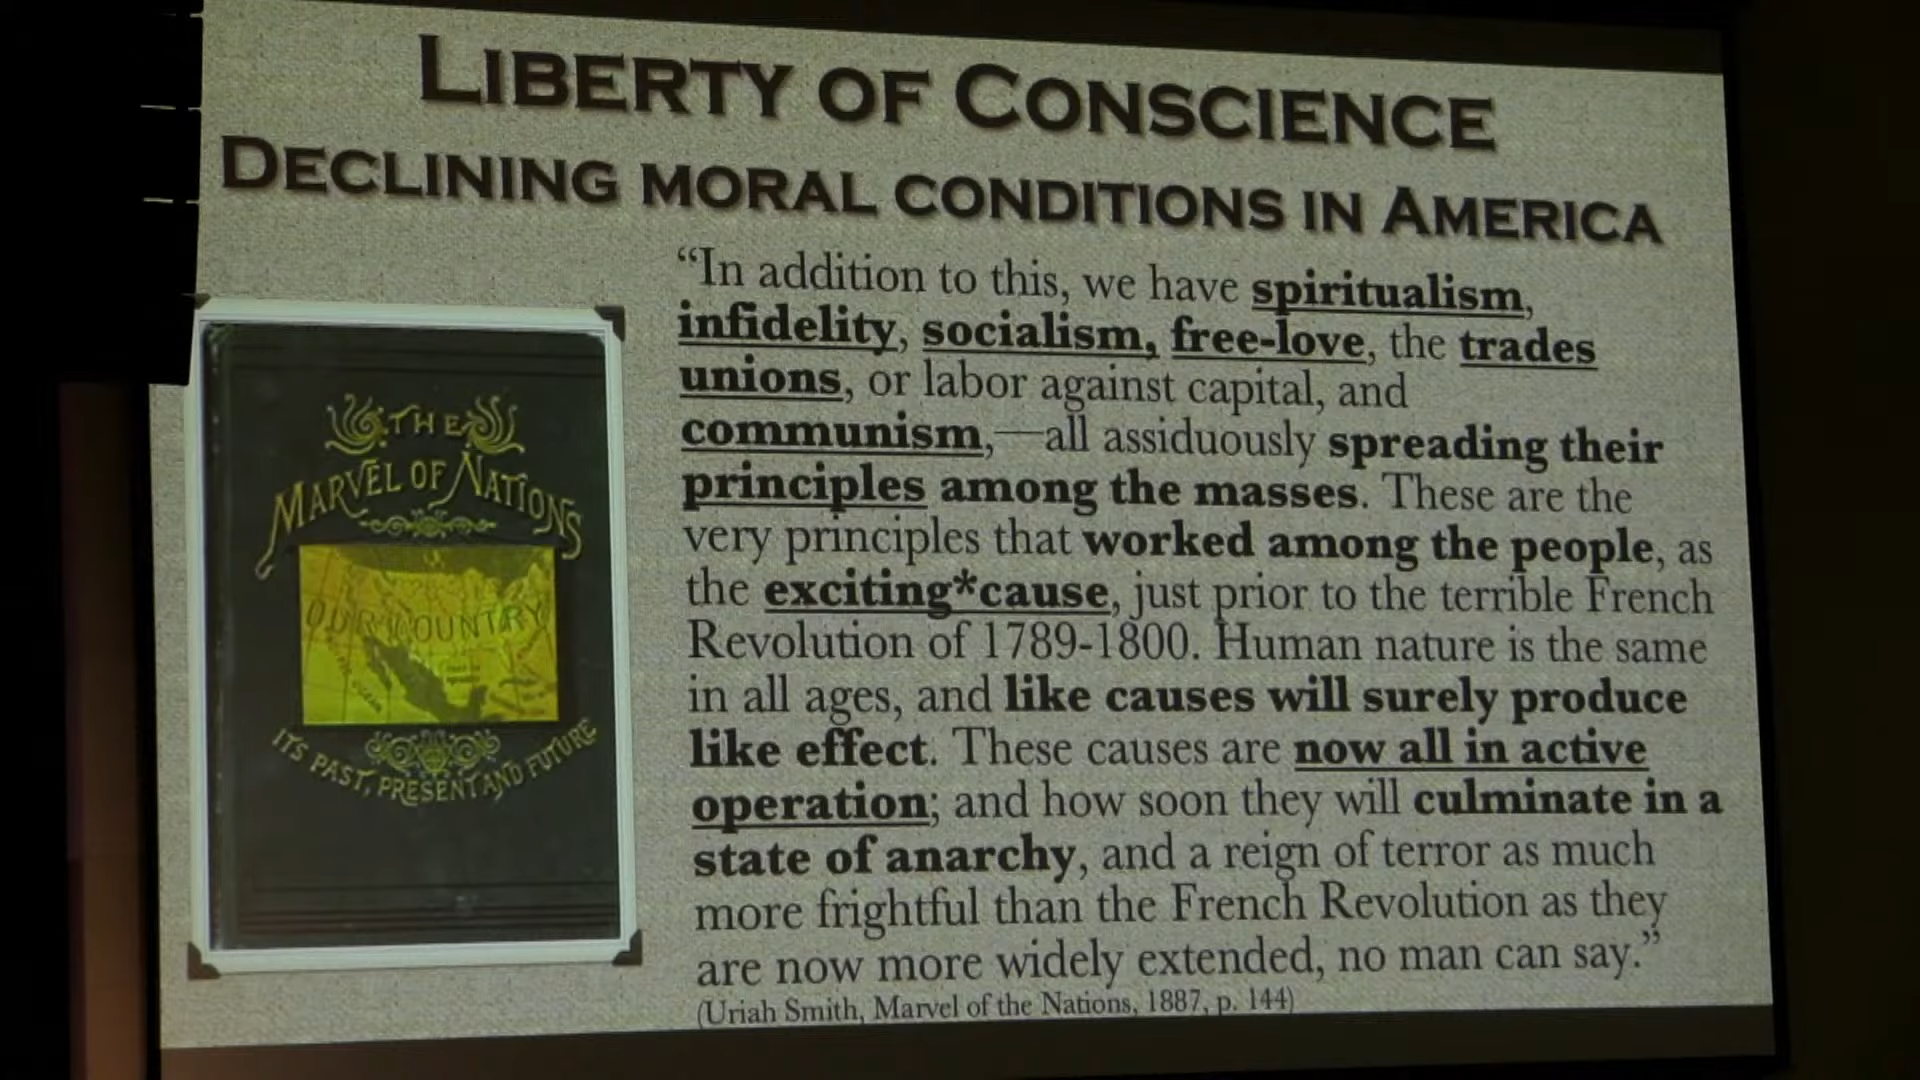 LIBERTY OF CONSCIENCE
DECLINING MORAL CONDITIONS IN AMERICA
“In addition to this, we have spiritualism,
infidelity, socialism, free-love, the trades
unions, or labor against capital, and
communism,—all assiduously spreading their
principles among the masses. These are the
very principles that worked among the people, as
the exciting*cause, just prior to the terrible French
Revolution of 1789-1800. Human nature is the same
in all ages, and like causes will surely produce
like effect. These causes are now all in active
operation; and how soon they will culminate in a
state of anarchy, and a reign of terror as much
more frightful than the French Revolution as they
are now more widely extended, no man can say.”
(Uriah Smith, Marvel of the Nations, 1887, p. 144)
THE
MARVEL OF NATIONS
OUR COUNTRY
ITS PAST, PRESENT AND FUTURE